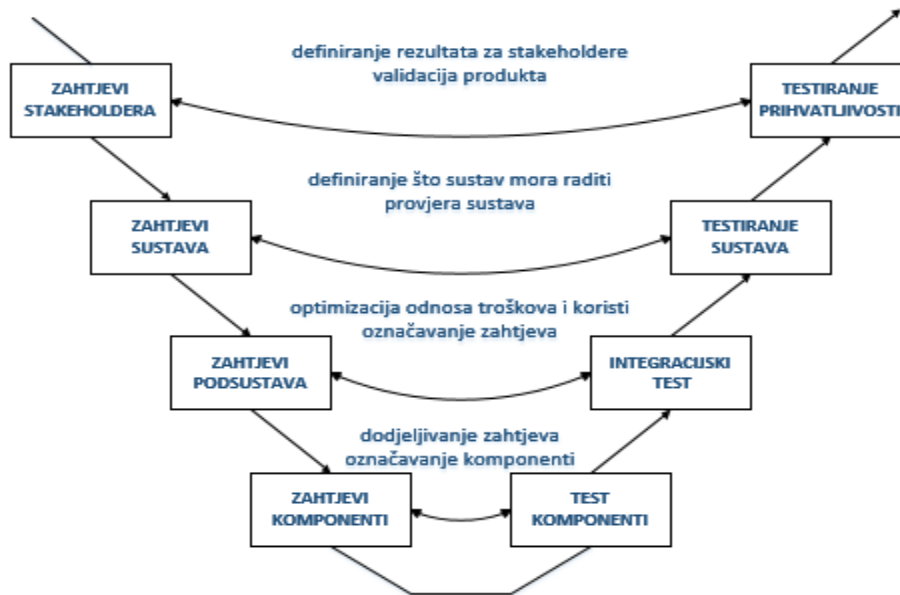 definiranje rezultata za stakeholdere
validacija produkta
ZAHTJEVI
STAKEHOLDERA
TESTIRANJE
PRIHVATLJIVOSTI
definiranje što sustav mora raditi
provjera sustava
ZAHTJEVI
SUSTAVA
TESTIRANJE
SUSTAVA
optimizacija odnosa troškova i koristi
označavanje zahtjeva
ZAHTJEVI
PODSUSTAVA
INTEGRACIJSKI
TEST
dodjeljivanje zahtjeva
označavanje komponenti
ZAHTJEVI
KOMPONENTI
TEST
KOMPONENTI